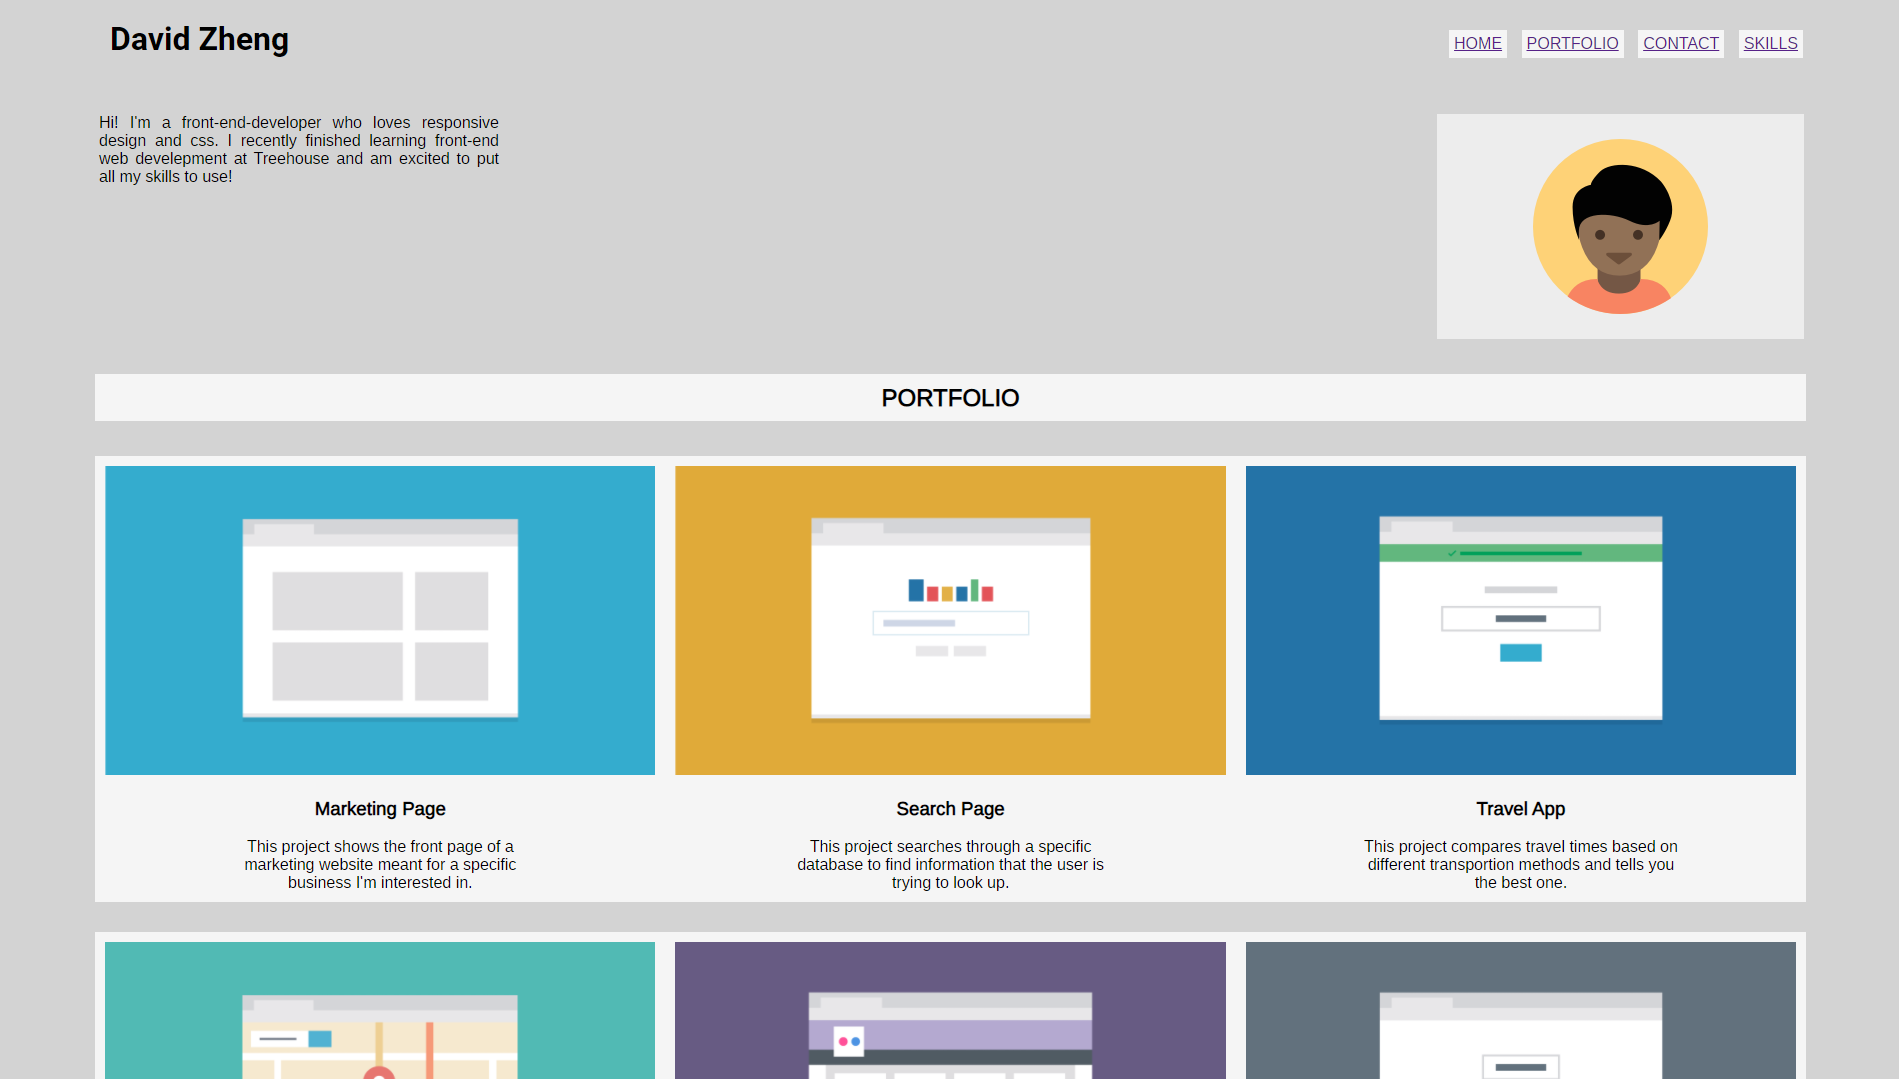 David Zheng
HOME PORTFOLIO CONTACT SKILLS
Hi! I'm a front-end-developer who loves responsive
design and css. I recently finished learning front-end
web develepment at Treehouse and am excited to put
all my skills to use!
PORTFOLIO
Marketing Page
This project shows the front page of a
marketing website meant for a specific
business I'm interested in.
Search Page
This project searches through a specific
database to find information that the user is
trying to look up.
Travel App
This project compares travel times based on
different transportion methods and tells you
the best one.